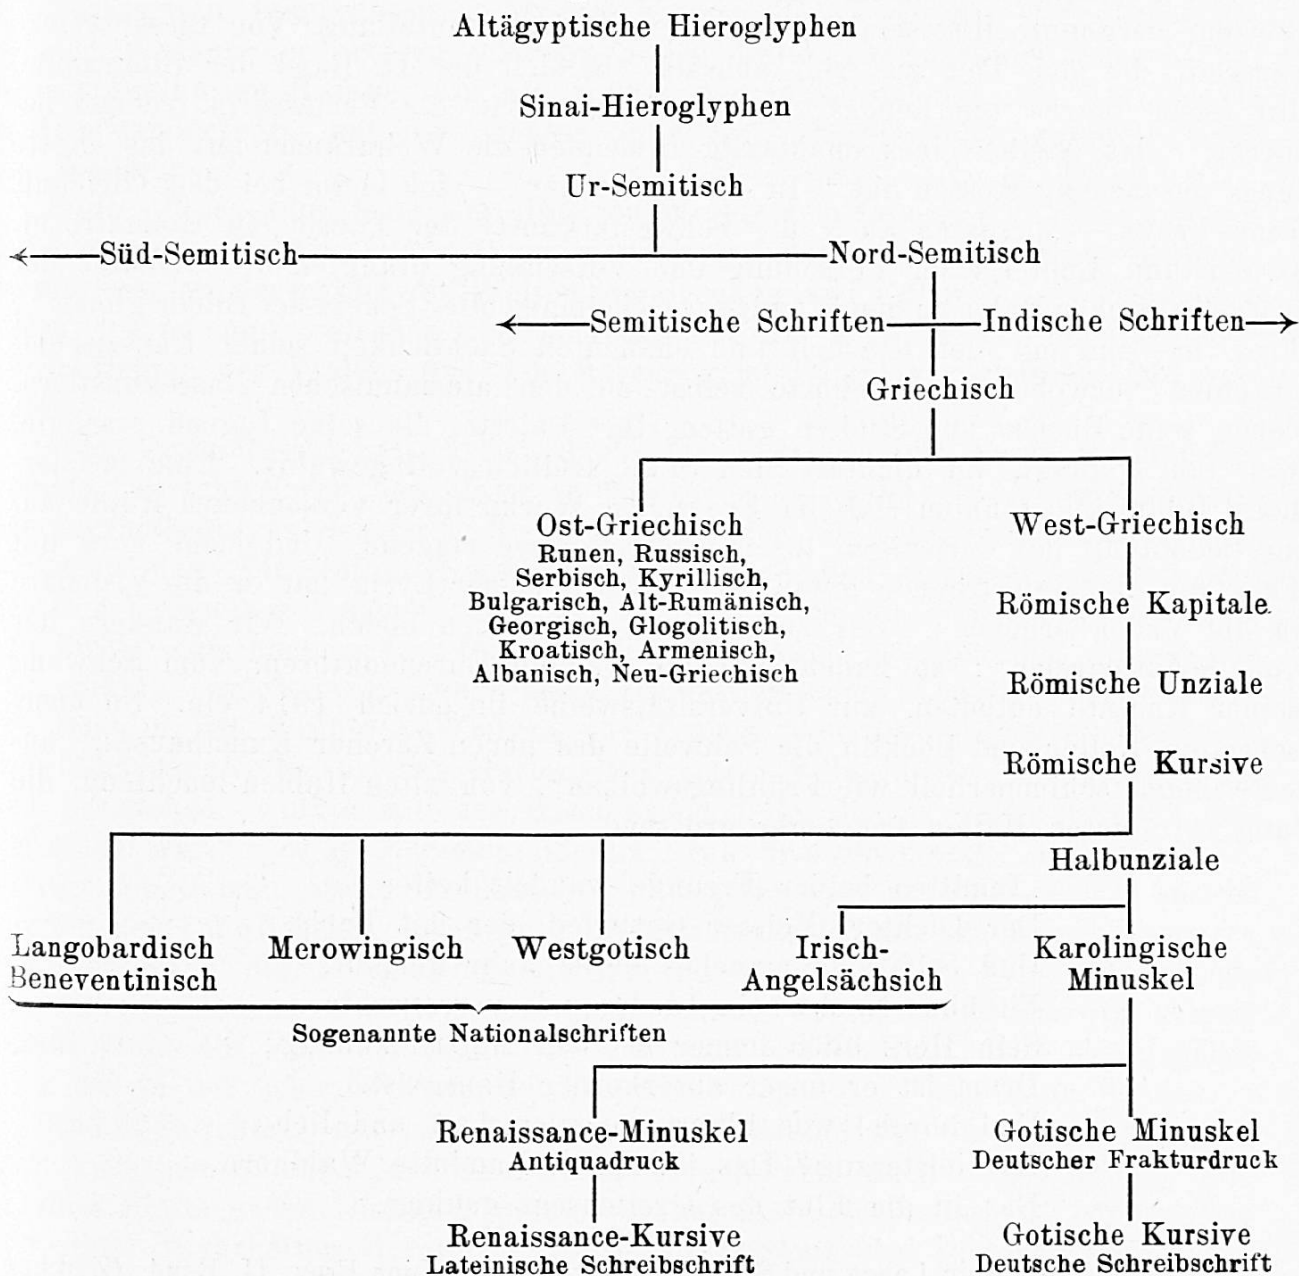 Altägyptische Hieroglyphen
Sinai-Hieroglyphen
Ur-Semitisch
Süd-Semitisch Nord-Semitisch
Semitische Schriften Indische Schriften
Griechisch
Ost-Griechisch
Runen, Russisch,
Serbisch, Kyrillisch,
Bulgarisch, Alt-Rumänisch,
Georgisch, Glogolitisch,
Kroatisch, Armenisch,
Albanisch, Neu-Griechisch
West-Griechisch
Römische Kapitale
Römische Unziale
Römische Kursive
Halbunziale
Langobardisch
Beneventinisch
Merowingisch
Westgotisch
Irisch-
Angelsächsich
Karolingische
Minuskel
Sogenannte Nationalschriften
Renaissance-Minuskel
Antiquadruck
Gotische Minuskel
Deutscher Frakturdruck
Renaissance-Kursive
Lateinische Schreibschrift
Gotische Kursive
Deutsche Schreibschrift